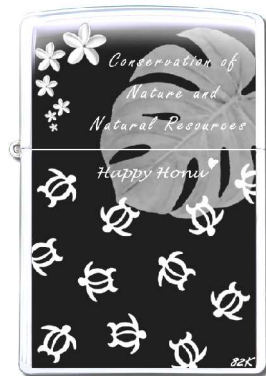 Conservation of
Nature and
Natural Resources
Happy Honu
82K